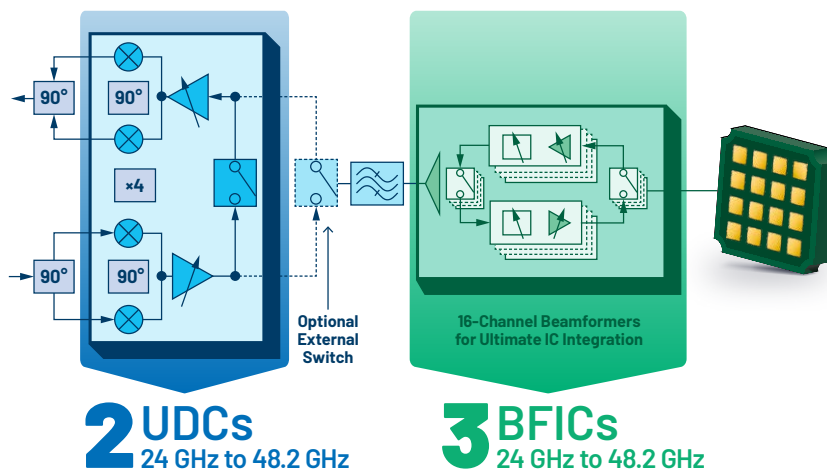 90°
90°
×4
90°
90°
Optional
External
Switch
16-Channel Beamformers
for Ultimate IC Integration
2 UDCs
24 GHz to 48.2 GHz
3 BFICs
24 GHz to 48.2 GHz